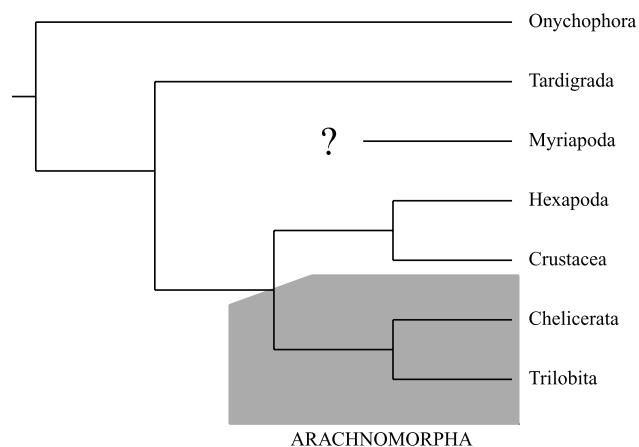 Onychophora
Tardigrada
? Myriapoda
Hexapoda
Crustacea
Chelicerata
Trilobita
ARACHNOMORPHA